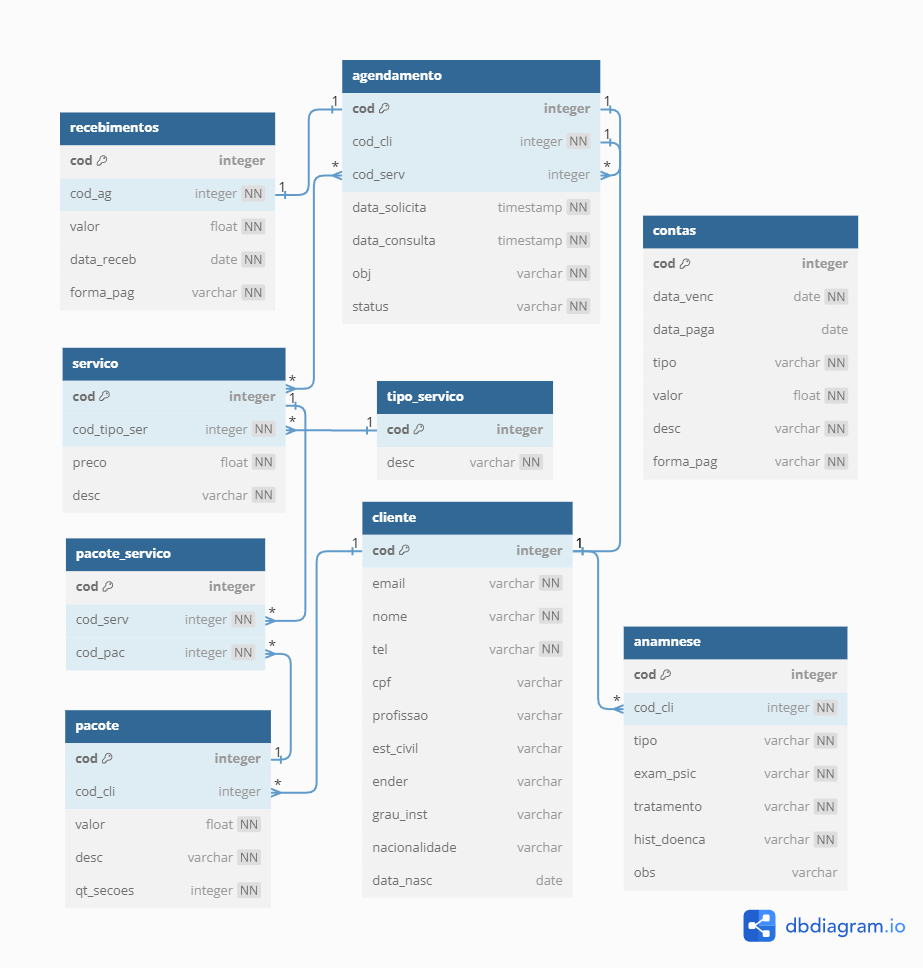 agendamento
1 cod integer 1
cod_cli integer NN 1
* cod_serv integer *
data_solicita timestamp NN
data_consulta timestamp NN
obj varchar NN
status varchar NN
recebimentos
cod integer
cod_ag integer NN 1
valor float NN
data_receb date NN
forma_pag varchar NN
contas
cod integer
data_venc date NN
data_paga date
tipo varchar NN
valor float NN
desc varchar NN
forma_pag varchar NN
servico *
cod integer 1
cod_tipo_ser integer NN *
preco float NN
desc varchar NN
tipo_servico
1 cod integer
desc varchar NN
cliente
1 cod integer 1
email varchar NN
nome varchar NN
tel varchar NN
cpf varchar
profissao varchar
est_civil varchar
ender varchar
grau_inst varchar
nacionalidade varchar
data_nasc date
pacote_servico
cod integer
cod_serv integer NN *
cod_pac integer NN *
pacote
cod integer 1
cod_cli integer *
valor float NN
desc varchar NN
qt_secoes integer NN
anamnese
cod integer
* cod_cli integer NN
tipo varchar NN
exam_psic varchar NN
tratamento varchar NN
hist_doenca varchar NN
obs varchar
dbdiagram.io